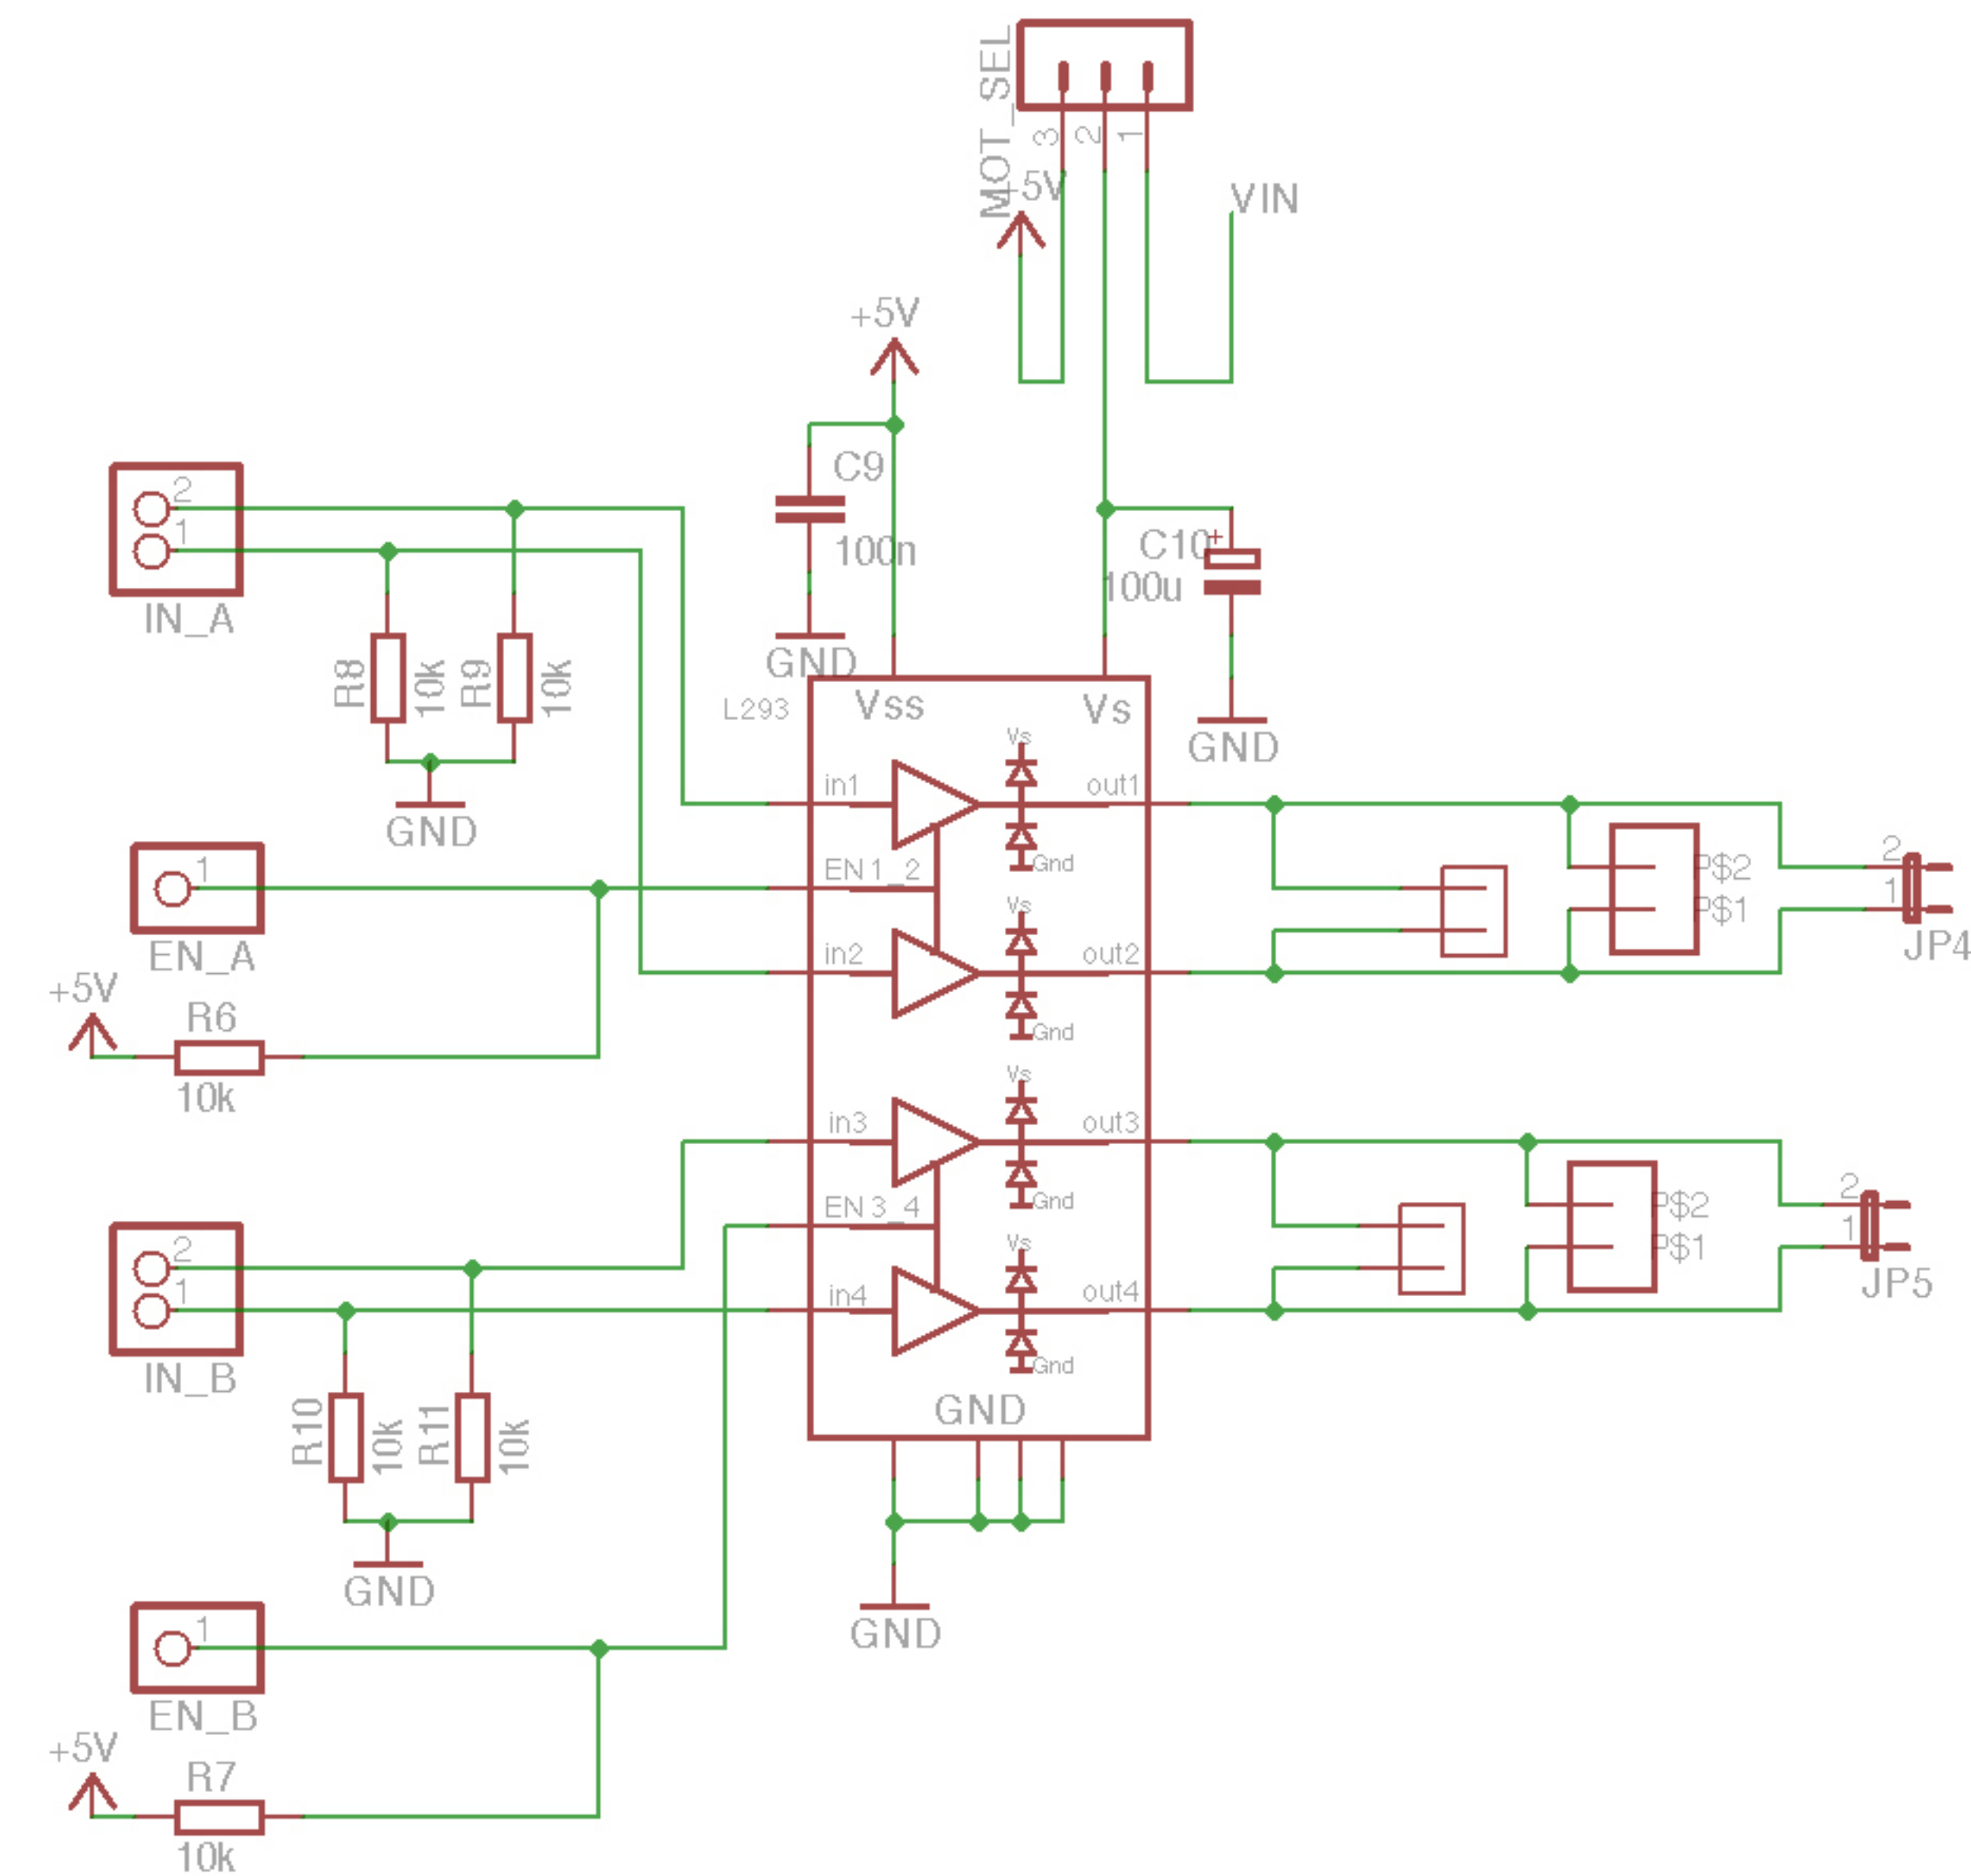 MOT_SEL
3
2
1
+5V
VIN
+5V
C9
100n
GND
C10
+
100u
GND
2
1
IN_A
R8
10k
R9
10k
GND
L293
Vss
Vs
in1
Vs
out1
Gnd
EN1_2
in2
Vs
out2
Gnd
in3
Vs
out3
Gnd
EN3_4
in4
Vs
out4
Gnd
GND
GND
1
EN_A
+5V
R6
10k
2
1
IN_B
R10
10k
R11
10k
GND
1
EN_B
+5V
R7
10k
P$2
P$1
2
1
JP4
P$2
P$1
2
1
JP5